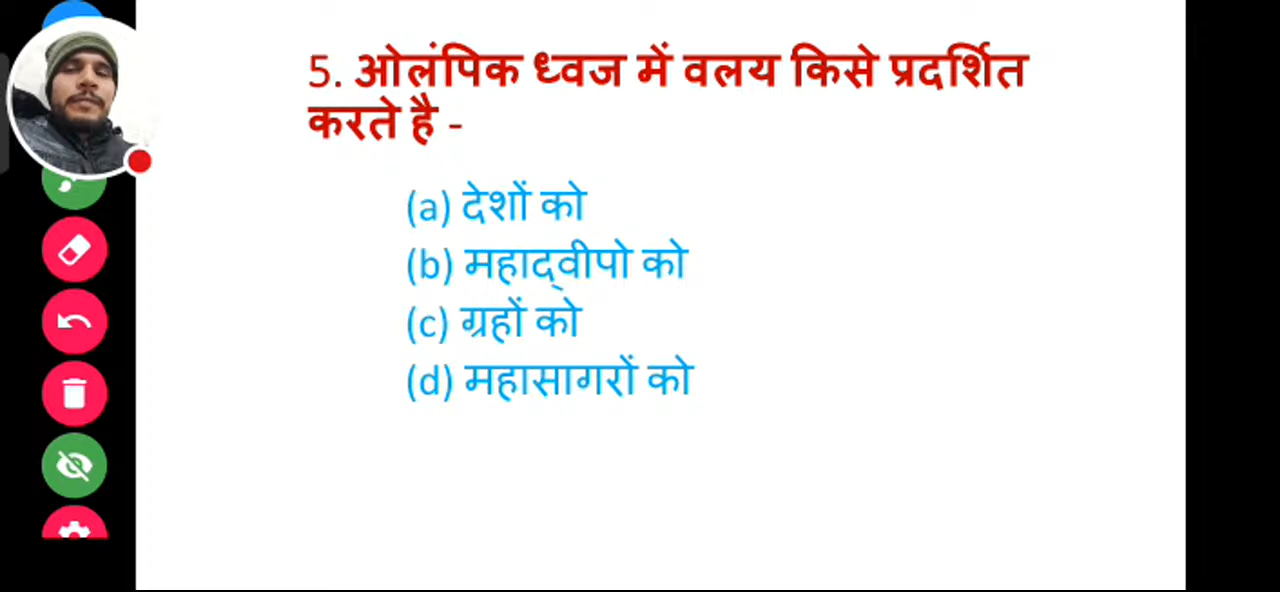 5. ओलंपिक ध्वज में वलय किसे प्रदर्शित
करते है -
(a) देशों को
(b) महाद्वीपो को
(c) ग्रहों को
(d) महासागरों को